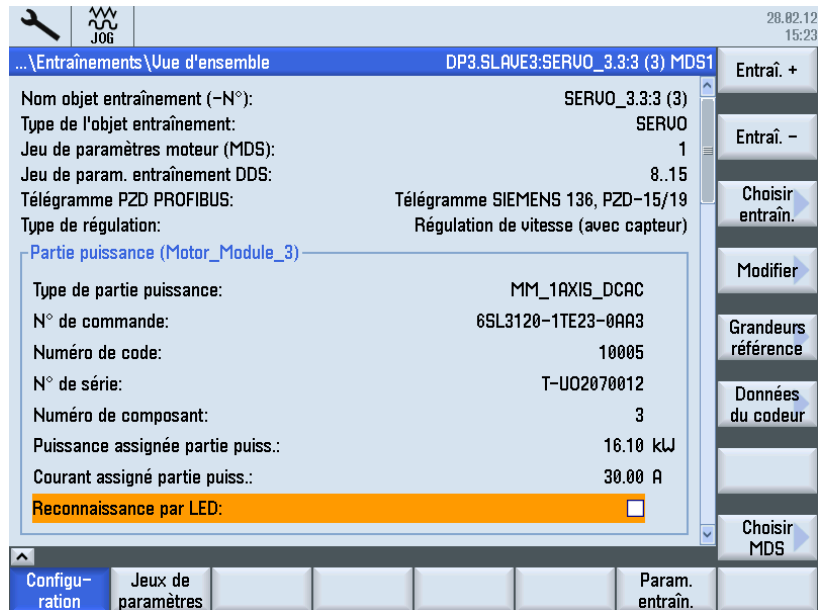 JOG
28.02.12
15:23
...\Entraînements\Vue d'ensemble DP3.SLAVE3:SERVO_3.3:3 (3) MDS1
Nom objet entraînement (-N°): SERVO_3.3:3 (3)
Type de l'objet entraînement: SERVO
Jeu de paramètres moteur (MDS): 1
Jeu de param. entraînement DDS: 8..15
Télégramme PZD PROFIBUS: Télégramme SIEMENS 136, PZD-15/19
Type de régulation: Régulation de vitesse (avec capteur)
Partie puissance (Motor_Module_3)
Type de partie puissance: MM_1AXIS_DCAC
N° de commande: 6SL3120-1TE23-0AA3
Numéro de code: 10005
N° de série: T-UO2070012
Numéro de composant: 3
Puissance assignée partie puiss.: 16.10 kW
Courant assigné partie puiss.: 30.00 A
Reconnaissance par LED:
Entraî. +
Entraî. -
Choisir
entraîn.
Modifier
Grandeurs
référence
Données
du codeur
Choisir
MDS
Configu-
ration
Jeux de
paramètres
Param.
entraîn.